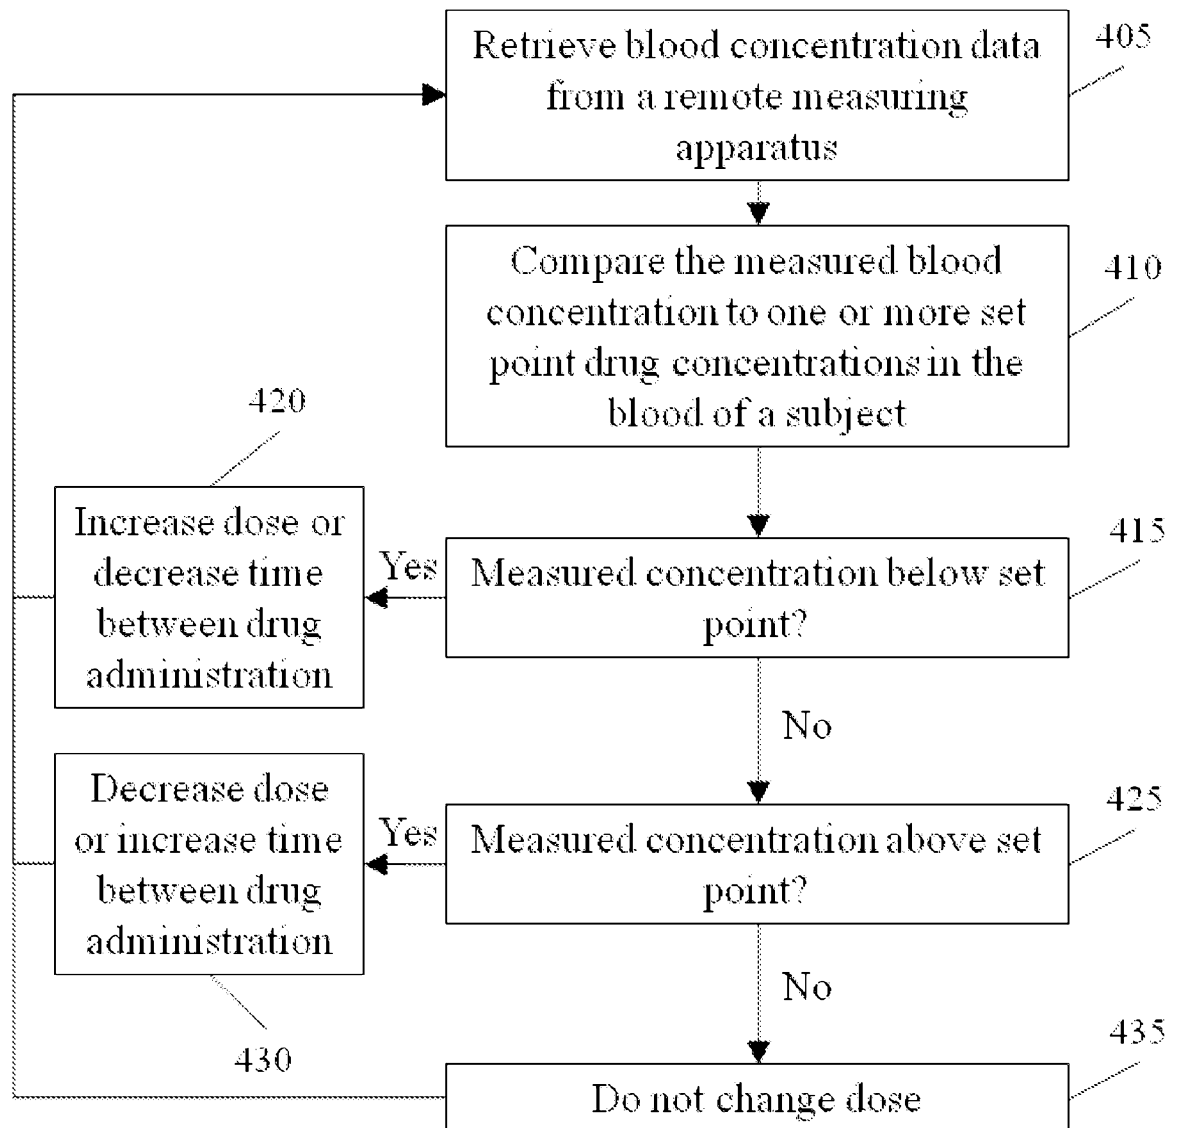 Retrieve blood concentration data
from a remote measuring
apparatus
405
Compare the measured blood
concentration to one or more set
point drug concentrations in the
blood of a subject
410
420
Increase dose or
decrease time
between drug
administration
Yes
Measured concentration below set
point?
415
No
Decrease dose
or increase time
between drug
administration
Yes
Measured concentration above set
point?
425
No
430
Do not change dose
435